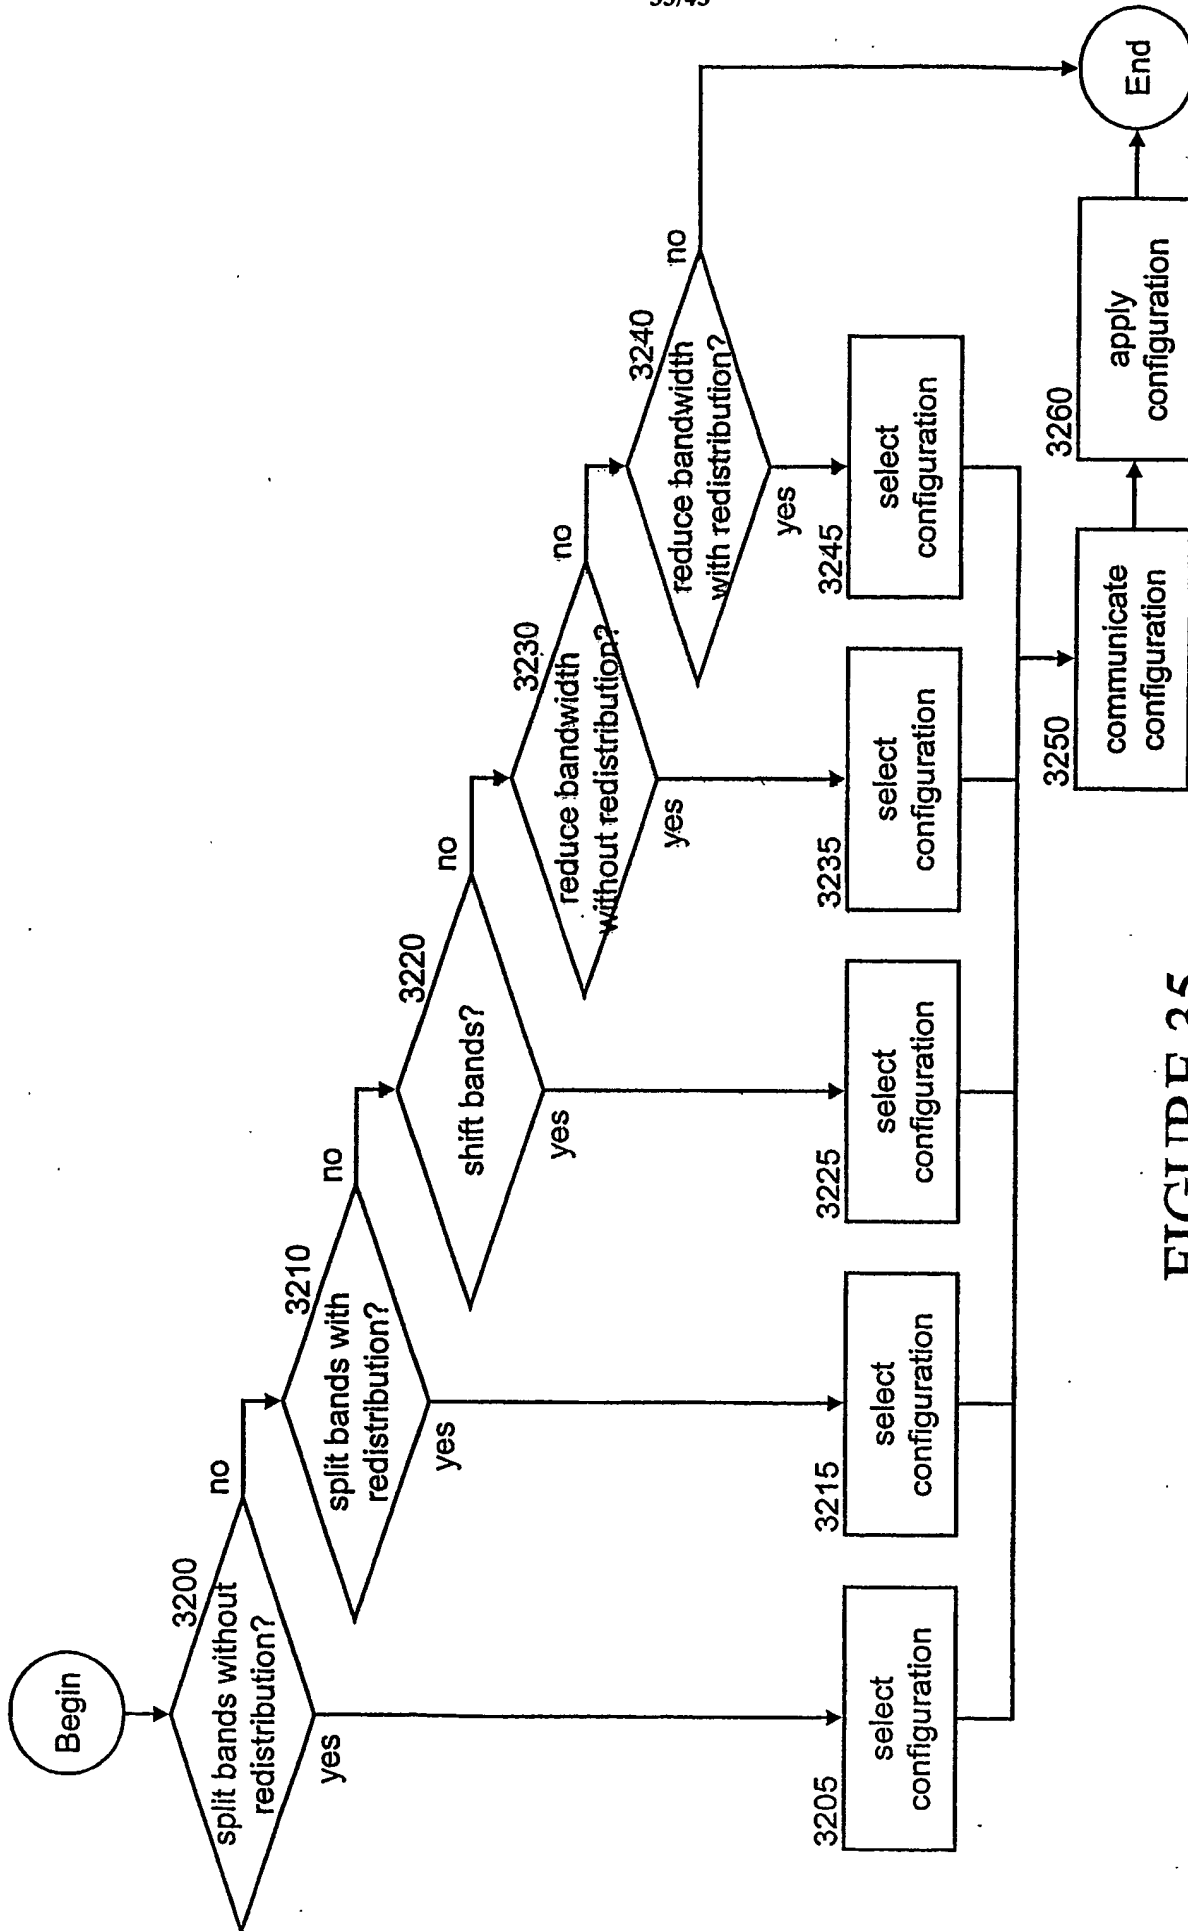 Begin
3200
split bands without
redistribution?
yes
no
3210
split bands with
redistribution?
yes
no
3220
shift bands?
yes
no
3230
reduce bandwidth
without redistribution?
yes
no
3240
reduce bandwidth
with redistribution?
yes
no
3205
select
configuration
3215
select
configuration
3225
select
configuration
3235
select
configuration
3245
select
configuration
3250
communicate
configuration
3260
apply
configuration
End
FIGURE 35